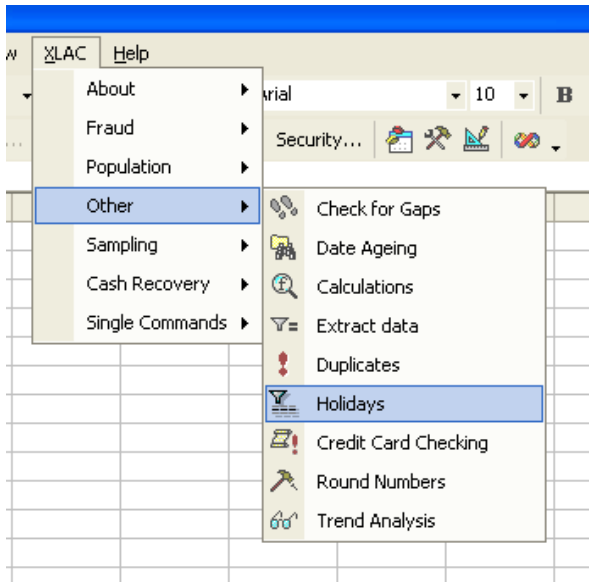 w XLAC Help
About
Arial 10 B
Fraud
Security...
Population
Other
Check for Gaps
Sampling
Date Ageing
Cash Recovery
Calculations
Single Commands
Extract data
Duplicates
Holidays
Credit Card Checking
Round Numbers
Trend Analysis